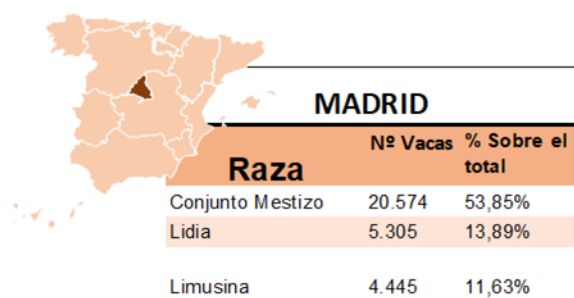 MADRID
Raza Nº Vacas % Sobre el total
Conjunto Mestizo 20.574 53,85%
Lidia 5.305 13,89%
Limusina 4.445 11,63%